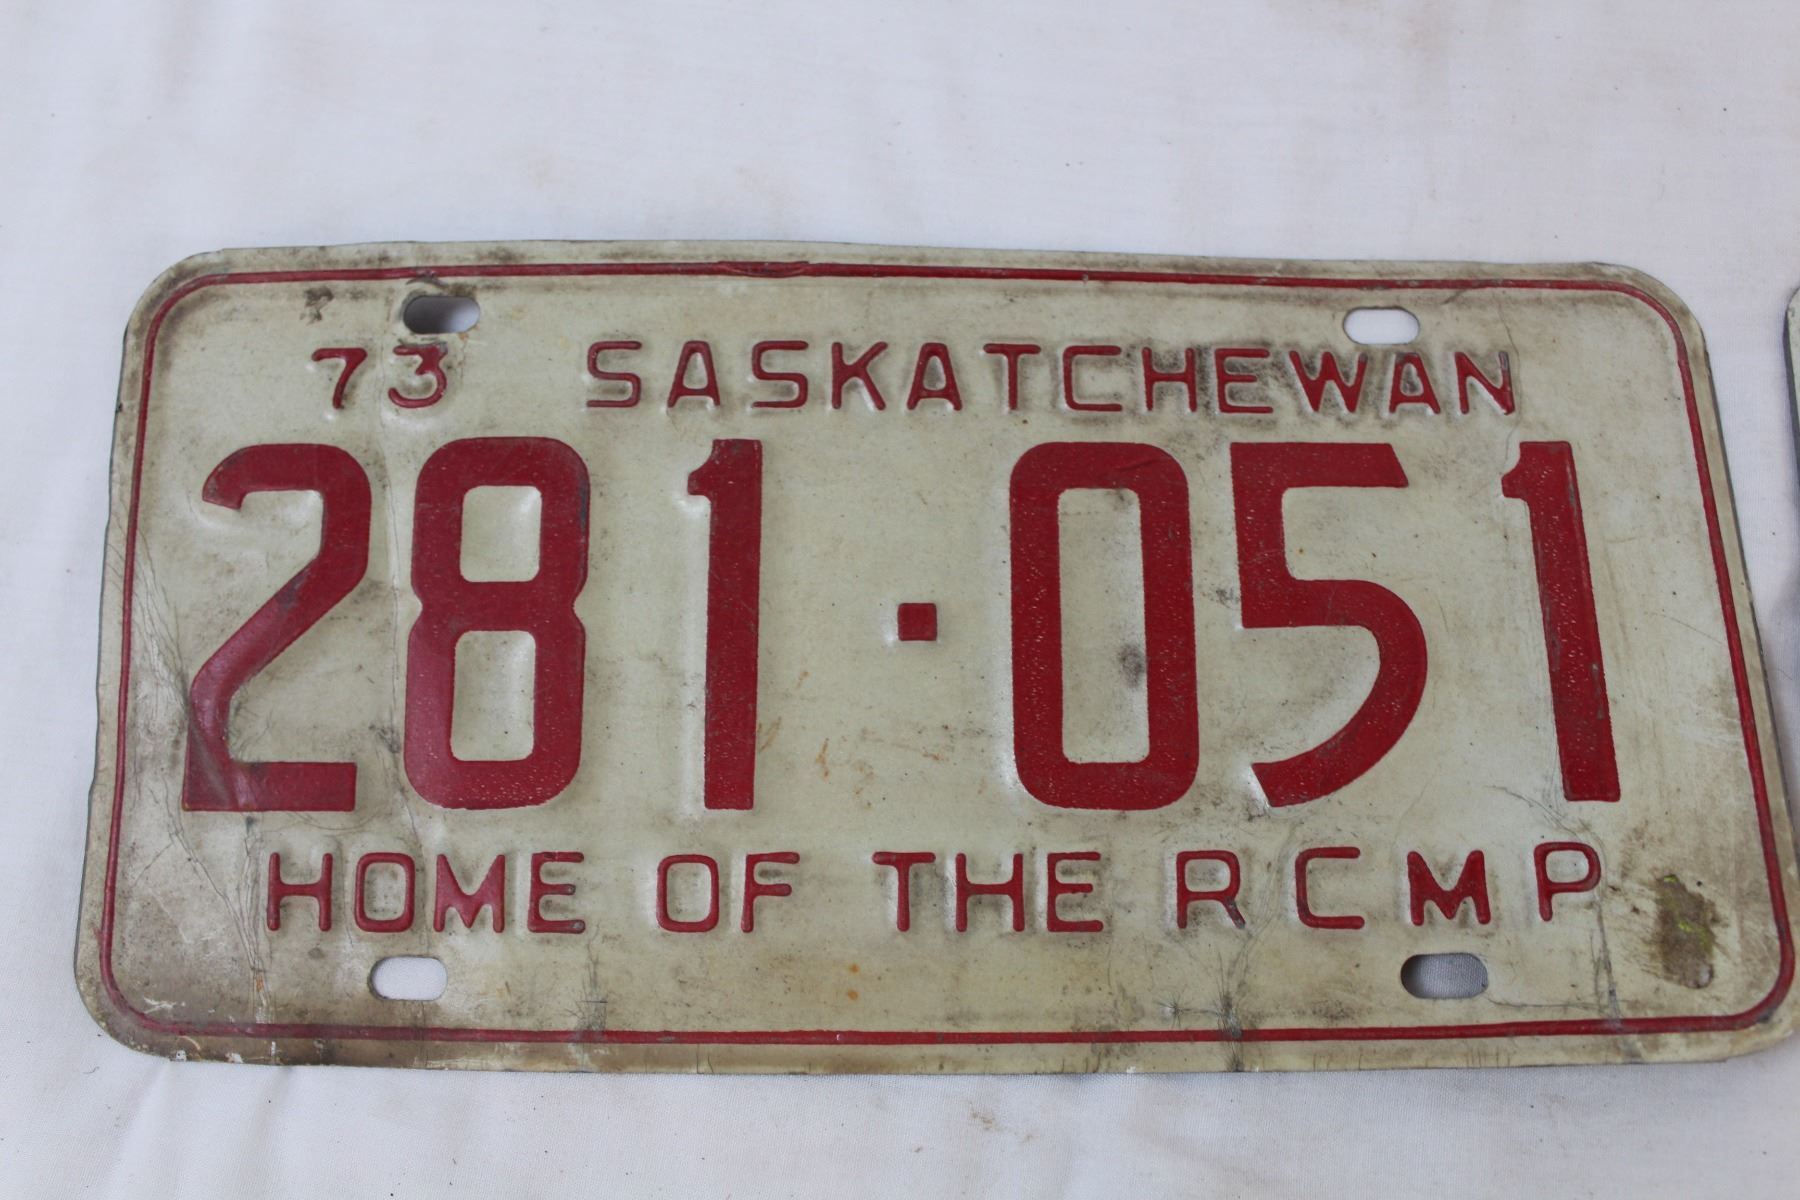 73 SASKATCHEWAN
281·051
HOME OF THE RCMP